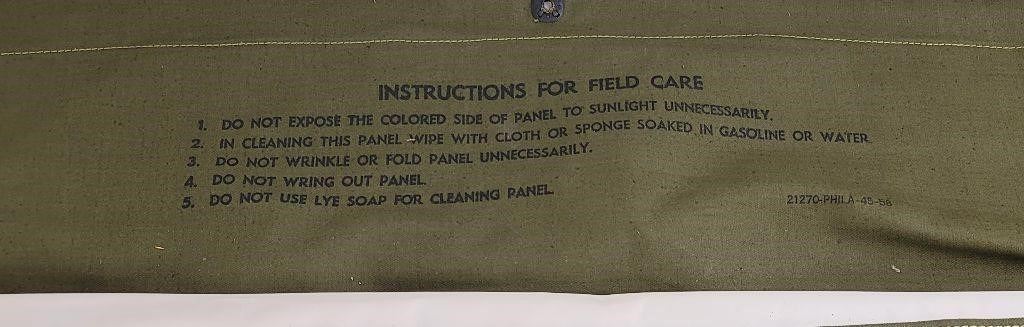 INSTRUCTIONS FOR FIELD CARE
1. DO NOT EXPOSE THE COLORED SIDE OF PANEL TO SUNLIGHT UNNECESSARILY.
2. IN CLEANING THIS PANEL WIPE WITH CLOTH OR SPONGE SOAKED IN GASOLINE OR WATER.
3. DO NOT WRINKLE OR FOLD PANEL UNNECESSARILY.
4. DO NOT WRING OUT PANEL.
5. DO NOT USE LYE SOAP FOR CLEANING PANEL.
21270-PHILA-45-56